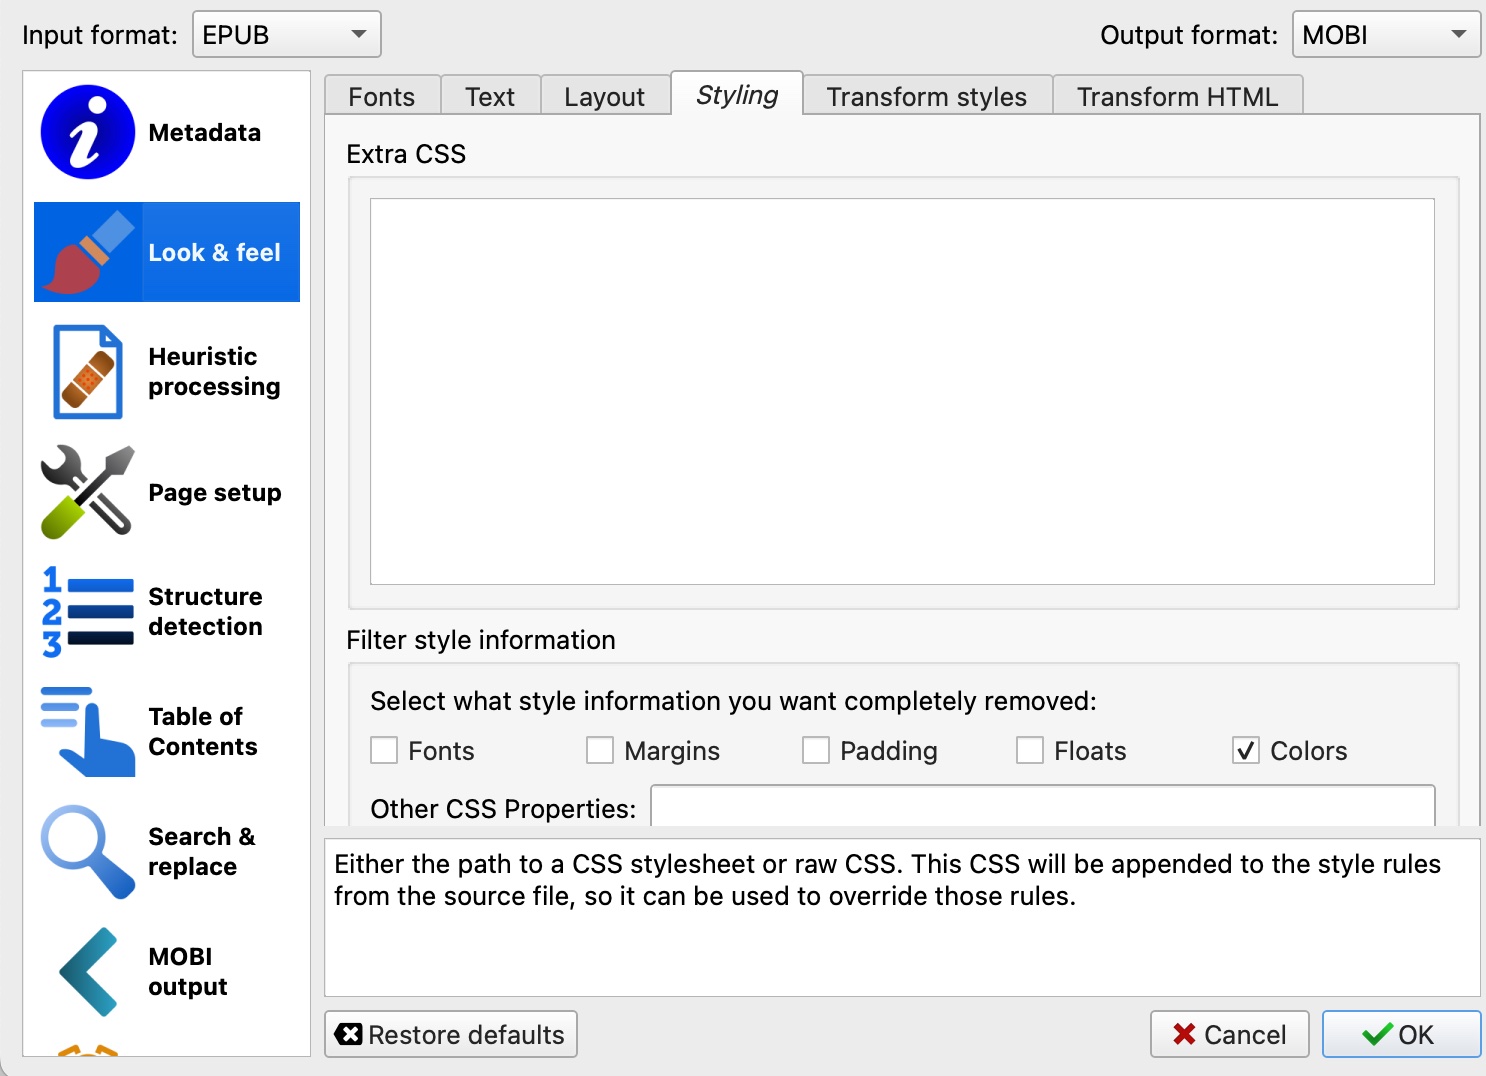 Input format: EPUB
Output format: MOBI
Metadata
Look & feel
Heuristic
processing
Page setup
Structure
detection
Table of
Contents
Search &
replace
MOBI
output
Fonts
Text
Layout
Styling
Transform styles
Transform HTML
Extra CSS
Filter style information
Select what style information you want completely removed:
Fonts
Margins
Padding
Floats
Colors
Other CSS Properties:
Either the path to a CSS stylesheet or raw CSS. This CSS will be appended to the style rules
from the source file, so it can be used to override those rules.
Restore defaults
Cancel
OK